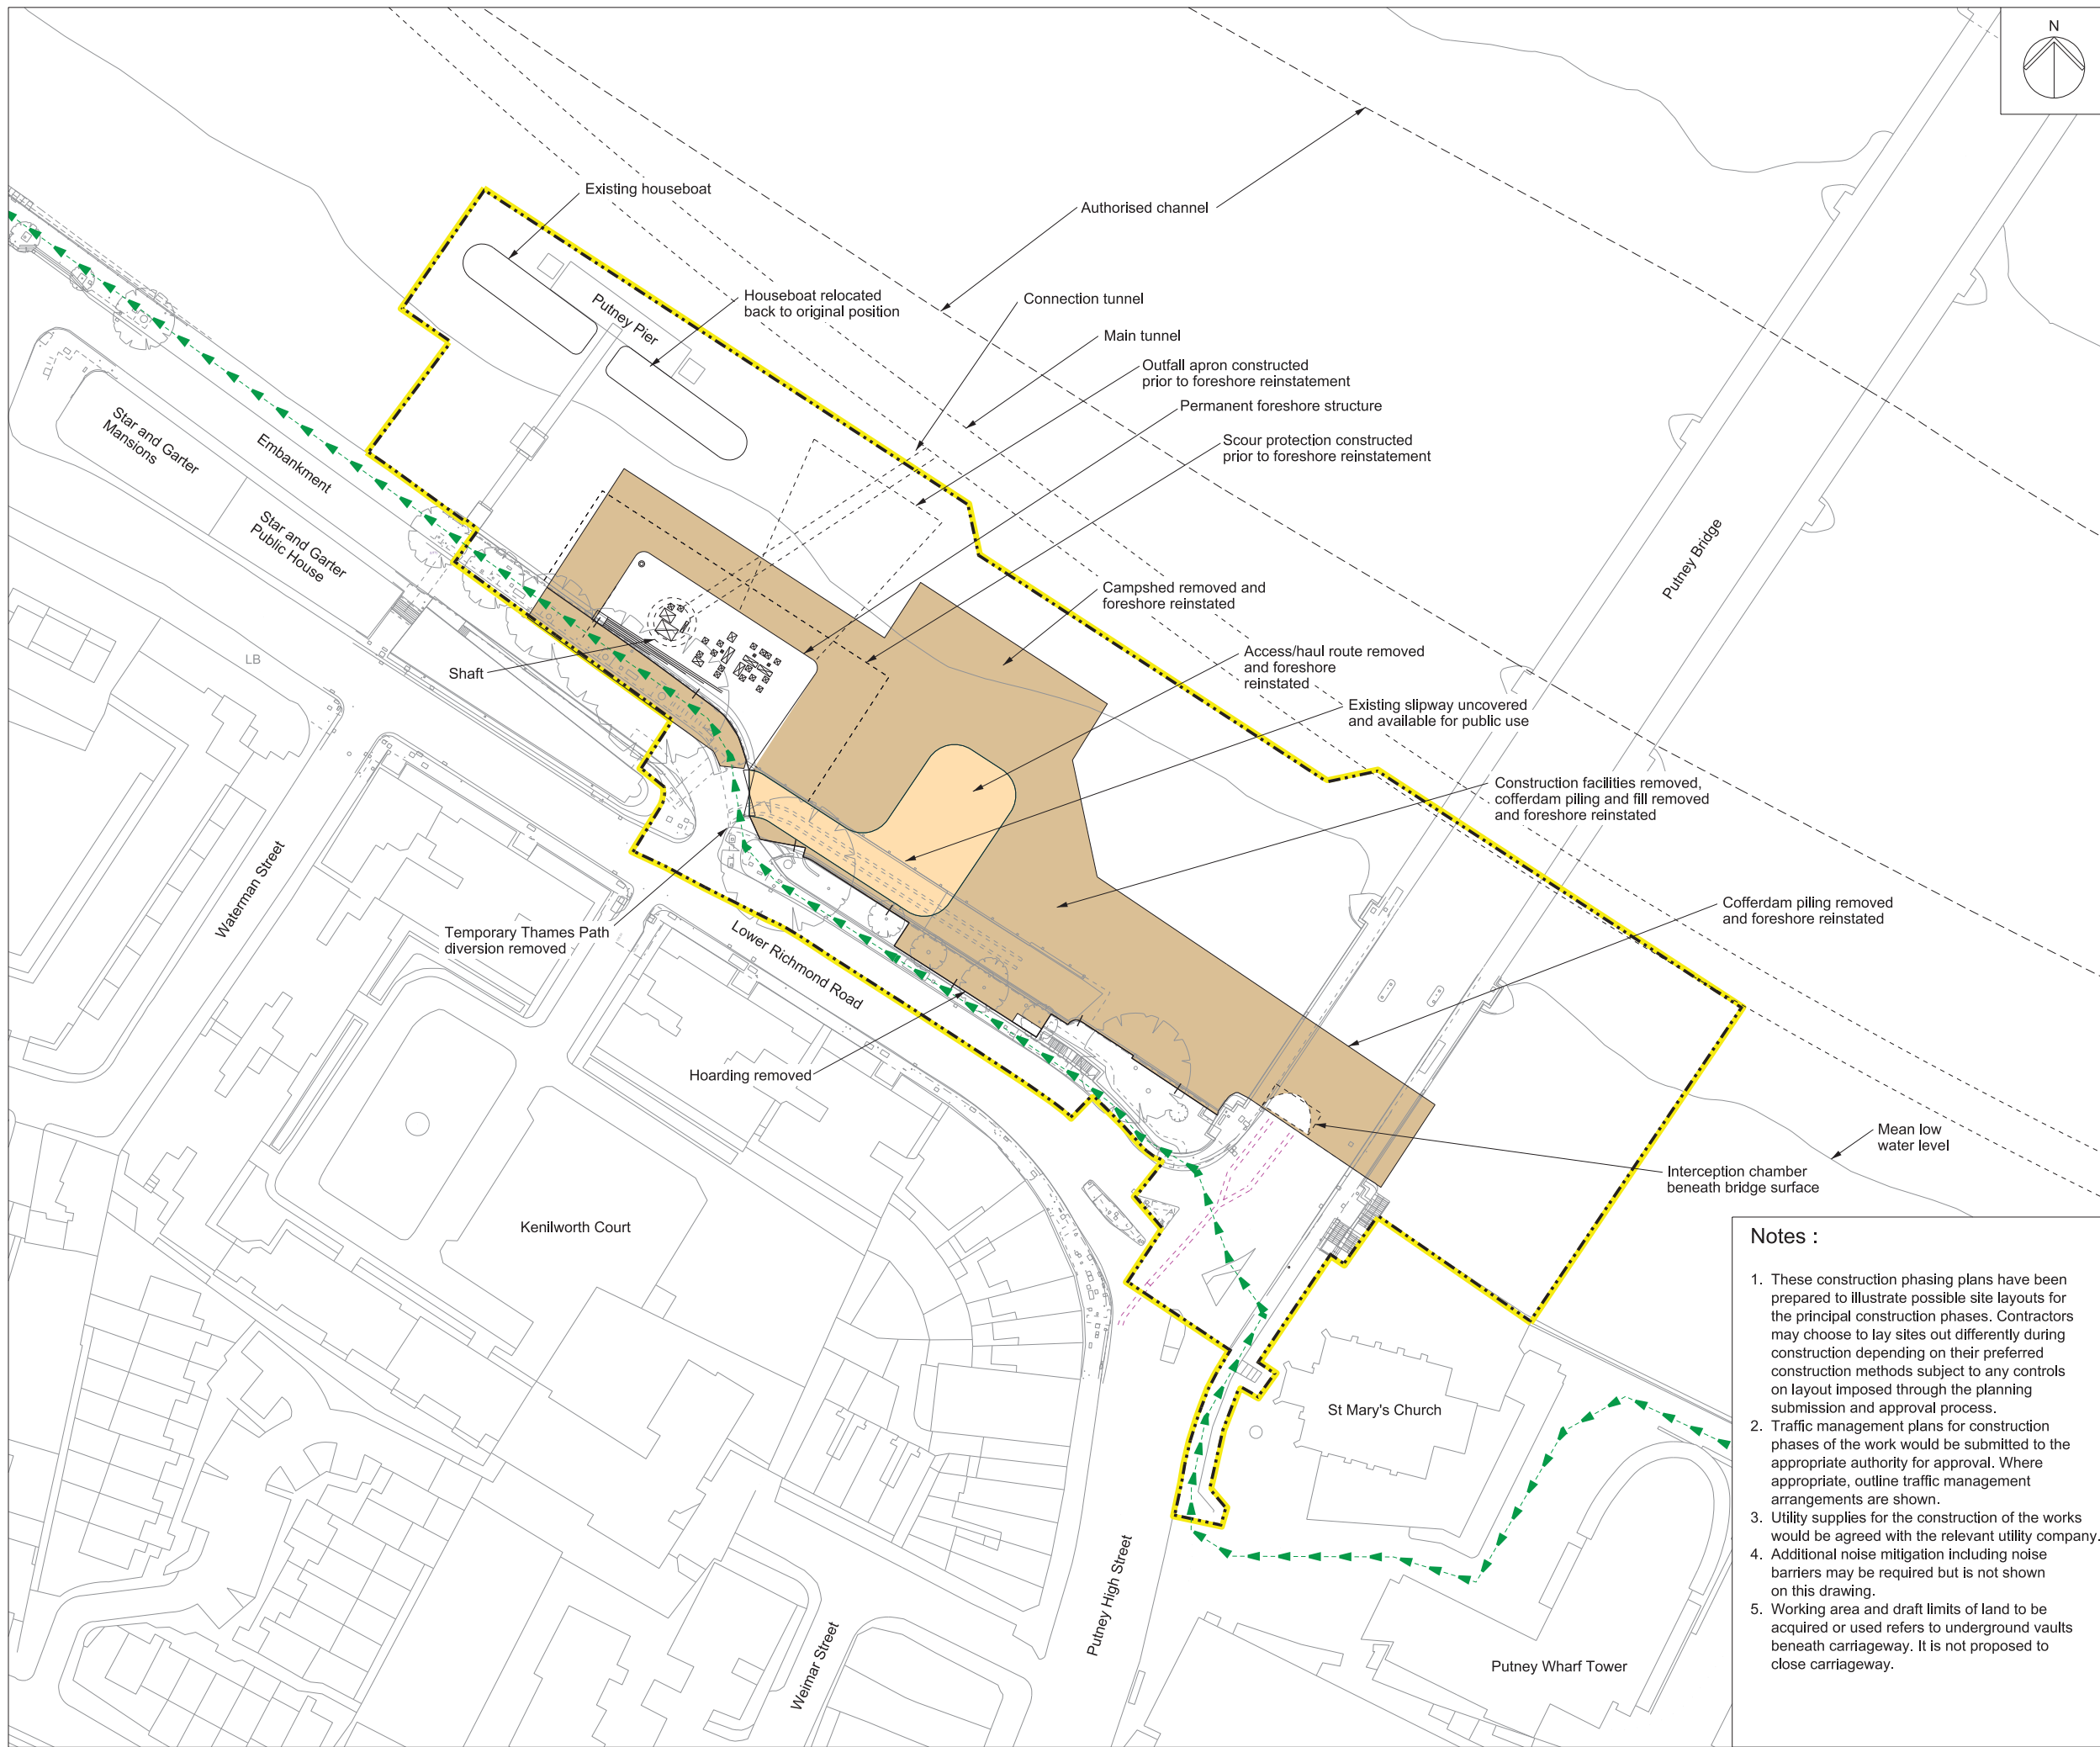 N
Existing houseboat
Authorised channel
Houseboat relocated
back to original position
Putney Pier
Connection tunnel
Main tunnel
Outfall apron constructed
prior to foreshore reinstatement
Permanent foreshore structure
Scour protection constructed
prior to foreshore reinstatement
Star and Garter
Mansions
Embankment
Star and Garter
Public House
Putney Bridge
Campshed removed and
foreshore reinstated
LB
Shaft
Access/haul route removed
and foreshore
reinstated
Existing slipway uncovered
and available for public use
Construction facilities removed,
cofferdam piling and fill removed
and foreshore reinstated
Waterman Street
Cofferdam piling removed
and foreshore reinstated
Temporary Thames Path
diversion removed
Lower Richmond Road
Hoarding removed
Mean low
water level
Interception chamber
beneath bridge surface
Kenilworth Court
St Mary's Church
Putney High Street
Weimar Street
Putney Wharf Tower
Notes :
1. These construction phasing plans have been
prepared to illustrate possible site layouts for
the principal construction phases. Contractors
may choose to lay sites out differently during
construction depending on their preferred
construction methods subject to any controls
on layout imposed through the planning
submission and approval process.
2. Traffic management plans for construction
phases of the work would be submitted to the
appropriate authority for approval. Where
appropriate, outline traffic management
arrangements are shown.
3. Utility supplies for the construction of the works
would be agreed with the relevant utility company.
4. Additional noise mitigation including noise
barriers may be required but is not shown
on this drawing.
5. Working area and draft limits of land to be
acquired or used refers to underground vaults
beneath carriageway. It is not proposed to
close carriageway.